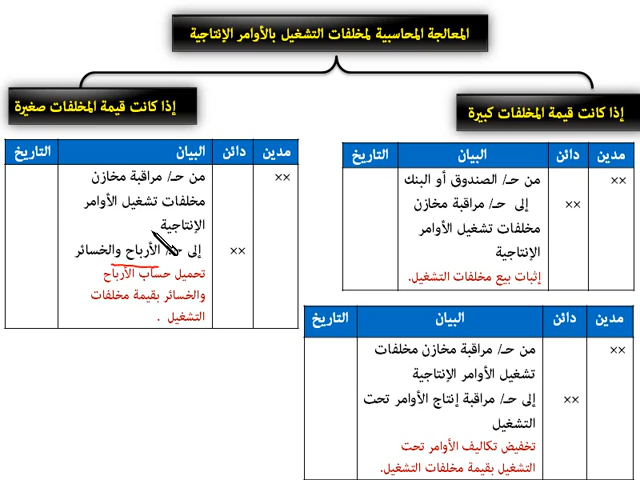 المعالجة المحاسبية لمخلفات التشغيل بالأوامر الإنتاجية
إذا كانت قيمة المخلفات كبيرة
مدين دائن البيان التاريخ
×× من حـ/ الصندوق أو البنك
×× إلى حـ/ مراقبة مخازن
مخلفات تشغيل الأوامر
الإنتاجية
إثبات بيع مخلفات التشغيل.
مدين دائن البيان التاريخ
×× من حـ/ مراقبة مخازن مخلفات
تشغيل الأوامر الإنتاجية
×× إلى حـ/ مراقبة إنتاج الأوامر تحت
التشغيل
تخفيض تكاليف الأوامر تحت
التشغيل بقيمة مخلفات التشغيل.
إذا كانت قيمة المخلفات صغيرة
مدين دائن البيان التاريخ
×× من حـ/ مراقبة مخازن
مخلفات تشغيل الأوامر
الإنتاجية
×× إلى حـ/ الأرباح والخسائر
تحميل حساب الأرباح
والخسائر بقيمة مخلفات
التشغيل .